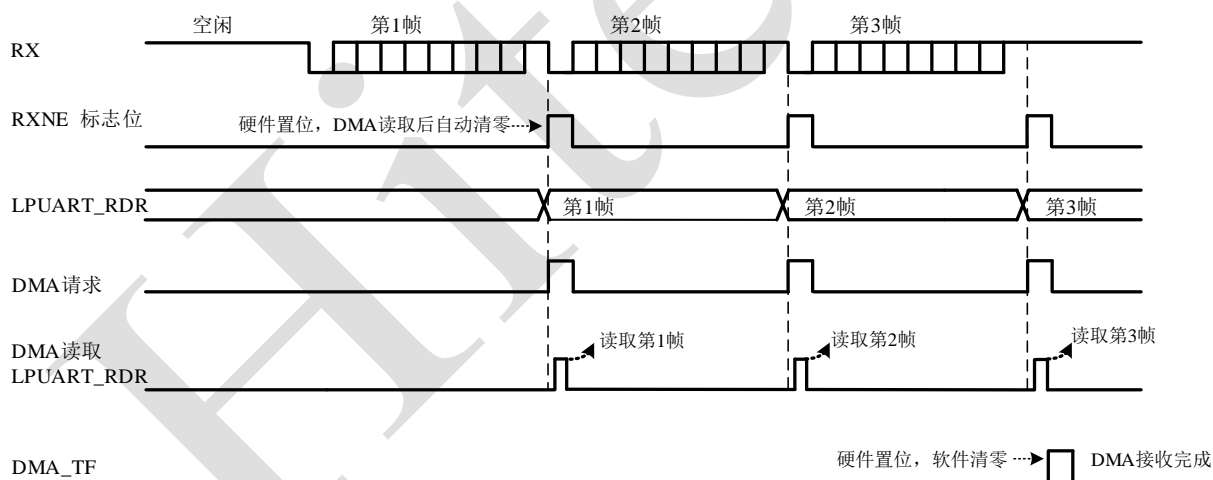 空闲 第1帧 第2帧 第3帧
RX
RXNE 标志位
硬件置位，DMA读取后自动清零
LPUART_RDR
第1帧 第2帧 第3帧
DMA请求
DMA读取
LPUART_RDR
读取第1帧 读取第2帧 读取第3帧
DMA_TF
硬件置位，软件清零 DMA接收完成